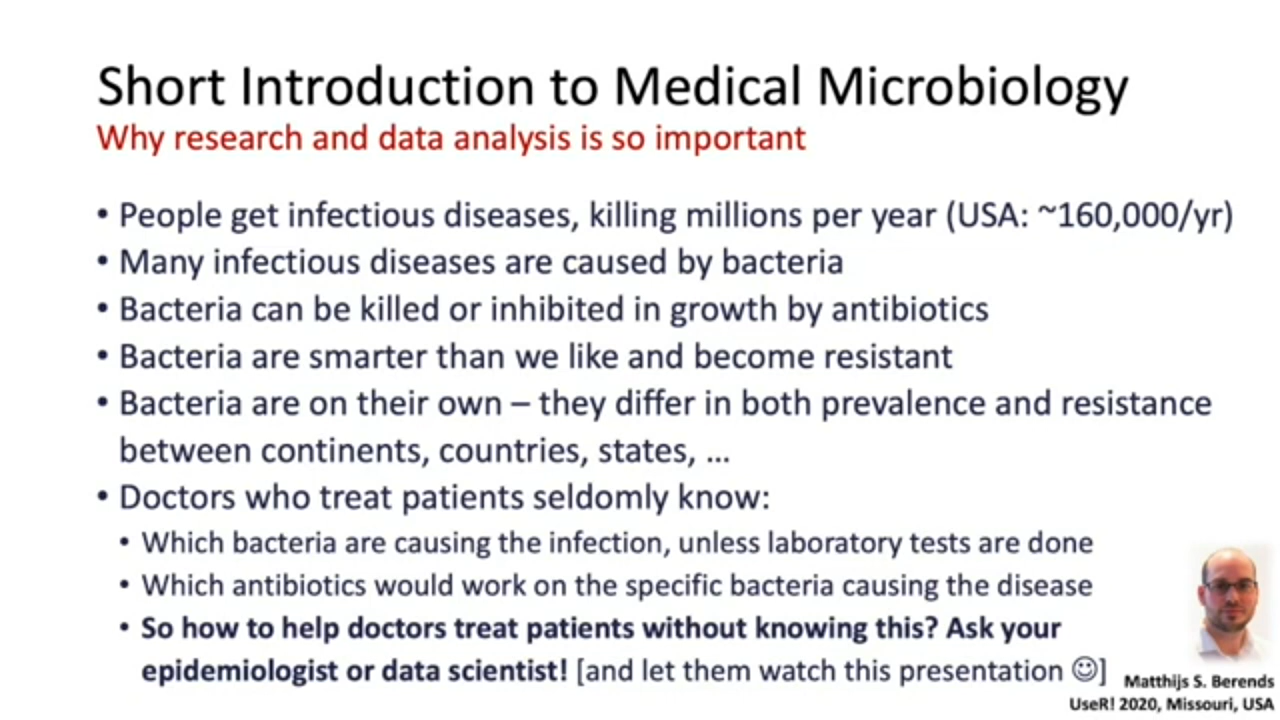 Short Introduction to Medical Microbiology
Why research and data analysis is so important
• People get infectious diseases, killing millions per year (USA: ~160,000/yr)
• Many infectious diseases are caused by bacteria
• Bacteria can be killed or inhibited in growth by antibiotics
• Bacteria are smarter than we like and become resistant
• Bacteria are on their own – they differ in both prevalence and resistance
between continents, countries, states, ...
• Doctors who treat patients seldomly know:
• Which bacteria are causing the infection, unless laboratory tests are done
• Which antibiotics would work on the specific bacteria causing the disease
• So how to help doctors treat patients without knowing this? Ask your
epidemiologist or data scientist! [and let them watch this presentation ☺]
Matthijs S. Berends
UseR! 2020, Missouri, USA